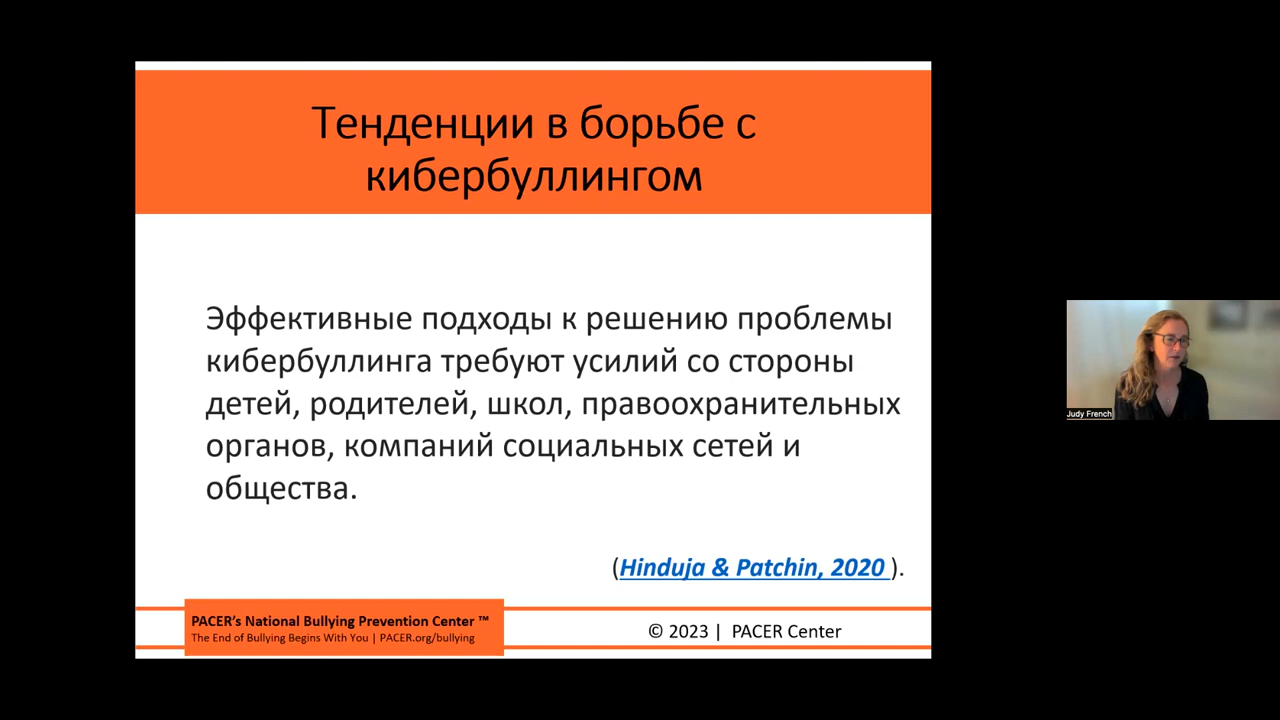 Тенденции в борьбе с
кибербуллингом
Эффективные подходы к решению проблемы
кибербуллинга требуют усилий со стороны
детей, родителей, школ, правоохранительных
органов, компаний социальных сетей и
общества.
(Hinduja & Patchin, 2020 ).
PACER’s National Bullying Prevention Center ™
The End of Bullying Begins With You | PACER.org/bullying
© 2023 | PACER Center
Judy French